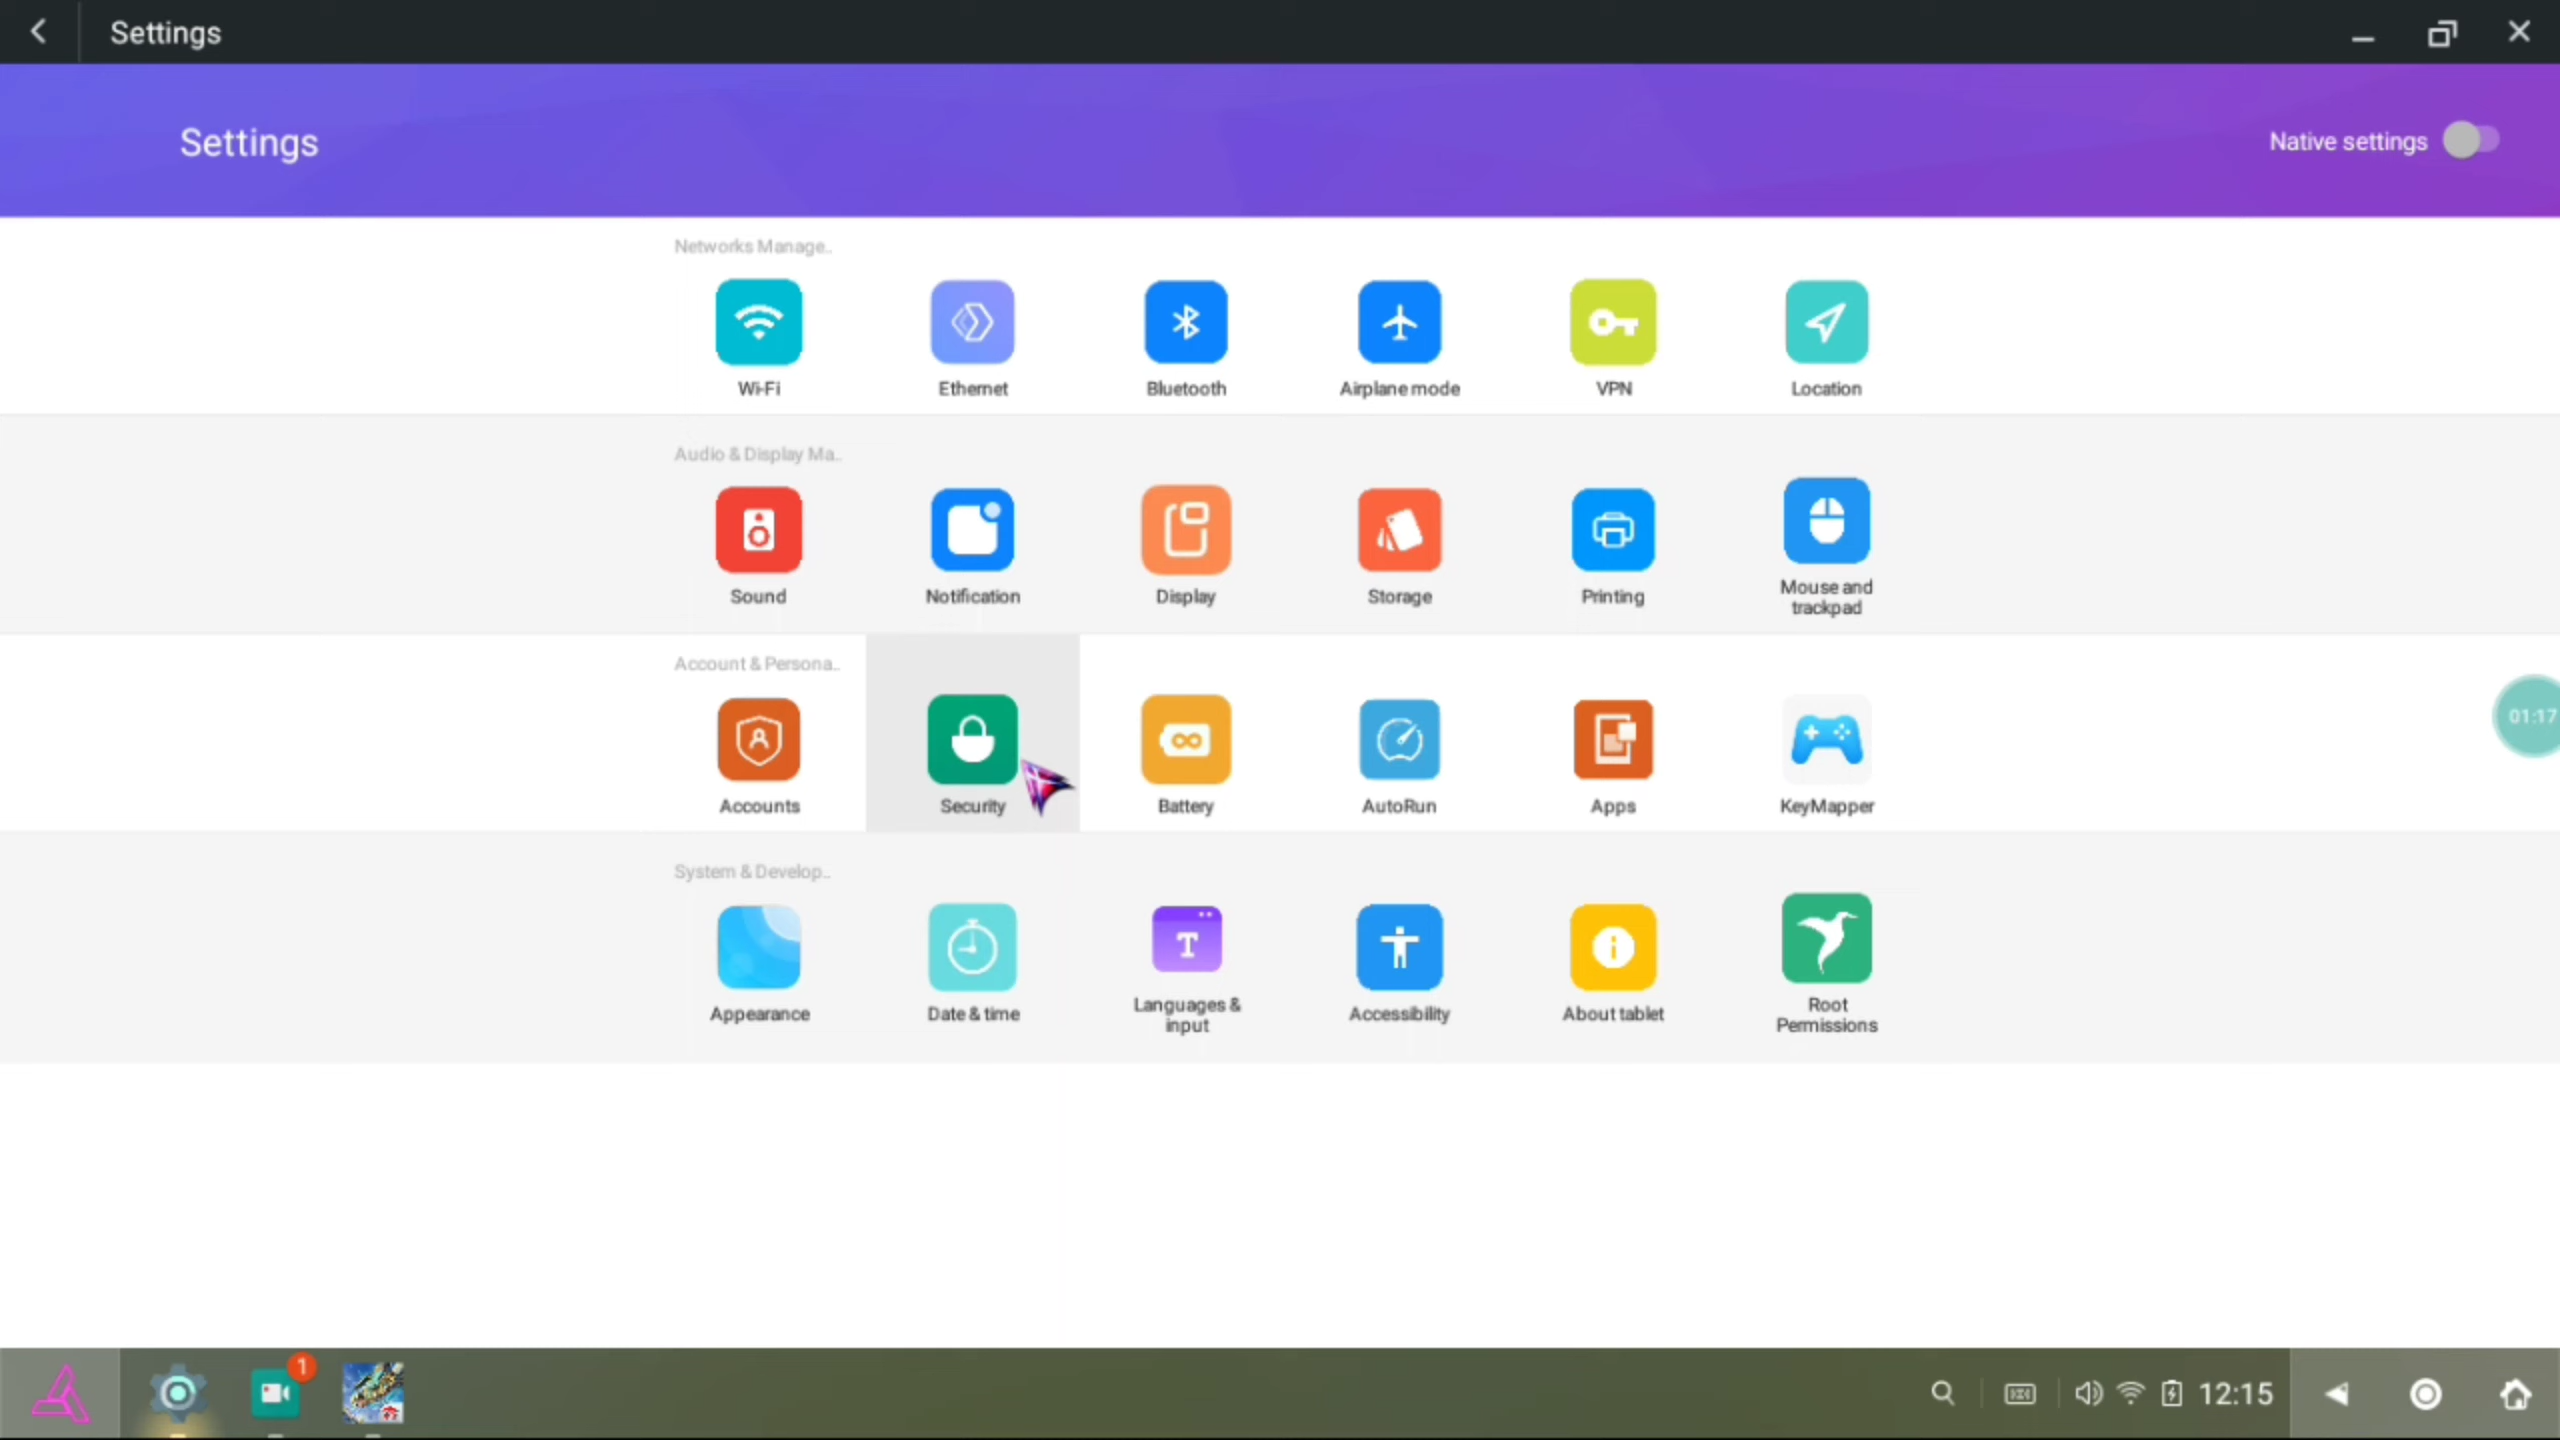 Settings
Settings
Native settings
Networks Manage..
Wi-Fi
Ethernet
Bluetooth
Airplane mode
VPN
Location
Audio & Display Ma..
Sound
Notification
Display
Storage
Printing
Mouse and
trackpad
Account & Persona..
01:17
Accounts
Security
Battery
AutoRun
Apps
KeyMapper
System & Develop..
Appearance
Date & time
T
Languages &
input
Accessibility
About tablet
Root
Permissions
1
12:15